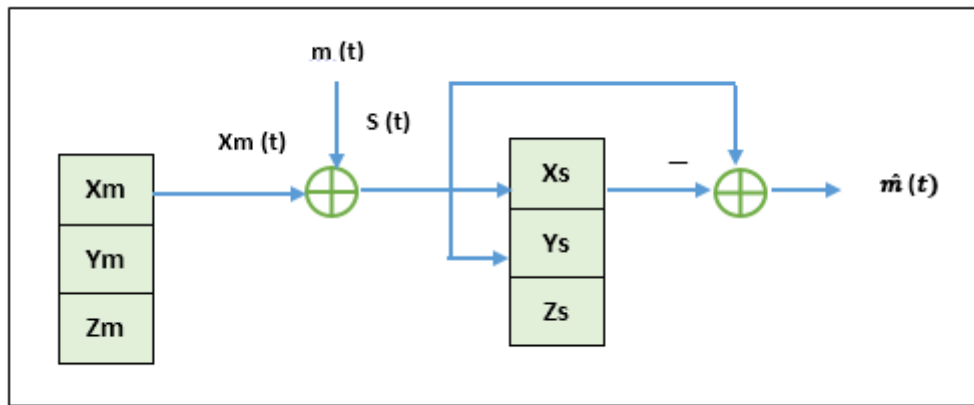 m (t)
S (t)
Xm (t)
Xm
Ym
Zm
Xs
Ys
Zs
−
m̂ (t)